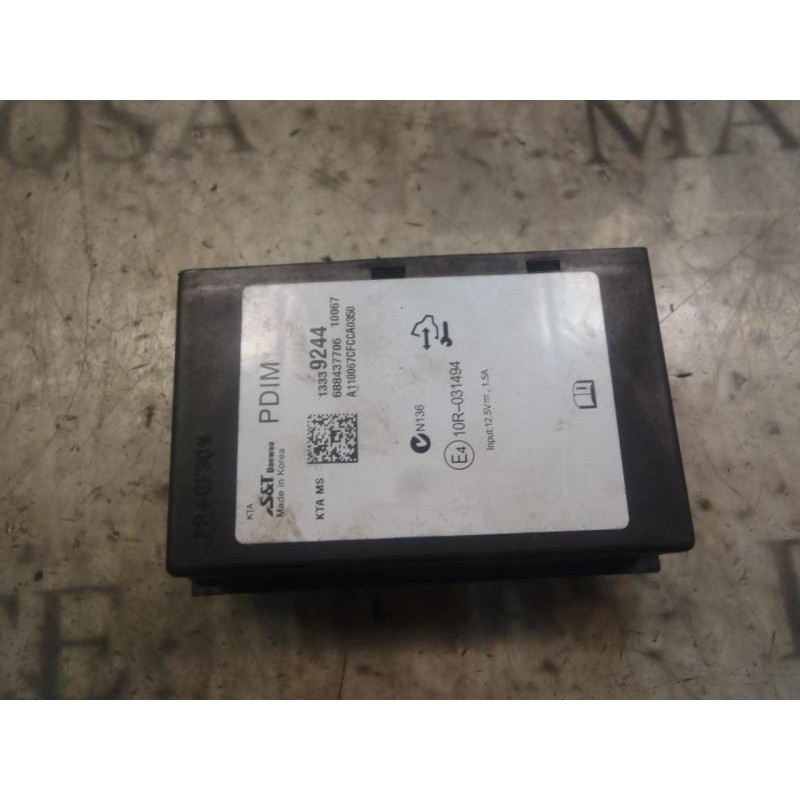 KTA
S&T Daewoo
Made in Korea
PDIM
KTA MS
13339244
688437706 10067
A110067CFCCA0350
N136
E4 10R-031494
Input:12.5V⎓, 1.5A